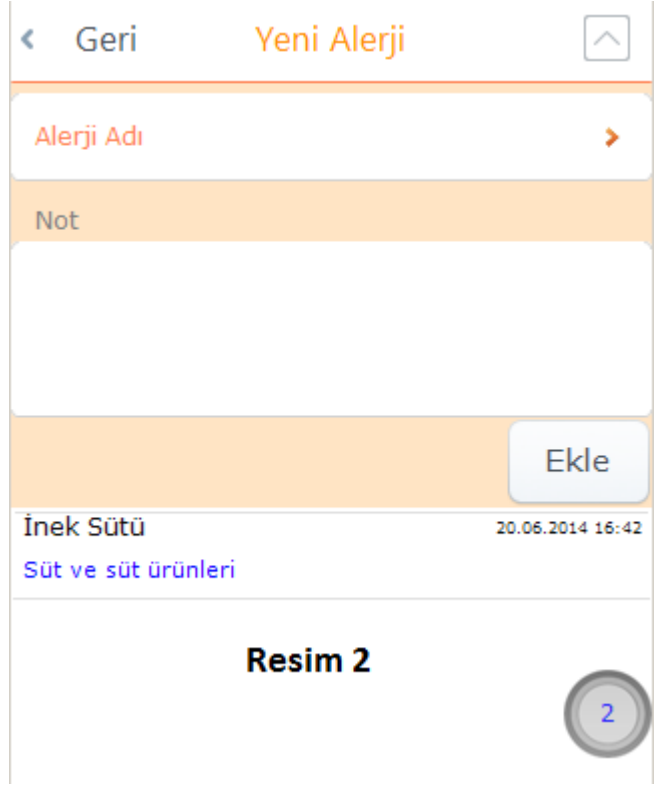 Geri Yeni Alerji
Alerji Adı
Not
Ekle
İnek Sütü 20.06.2014 16:42
Süt ve süt ürünleri
Resim 2
2